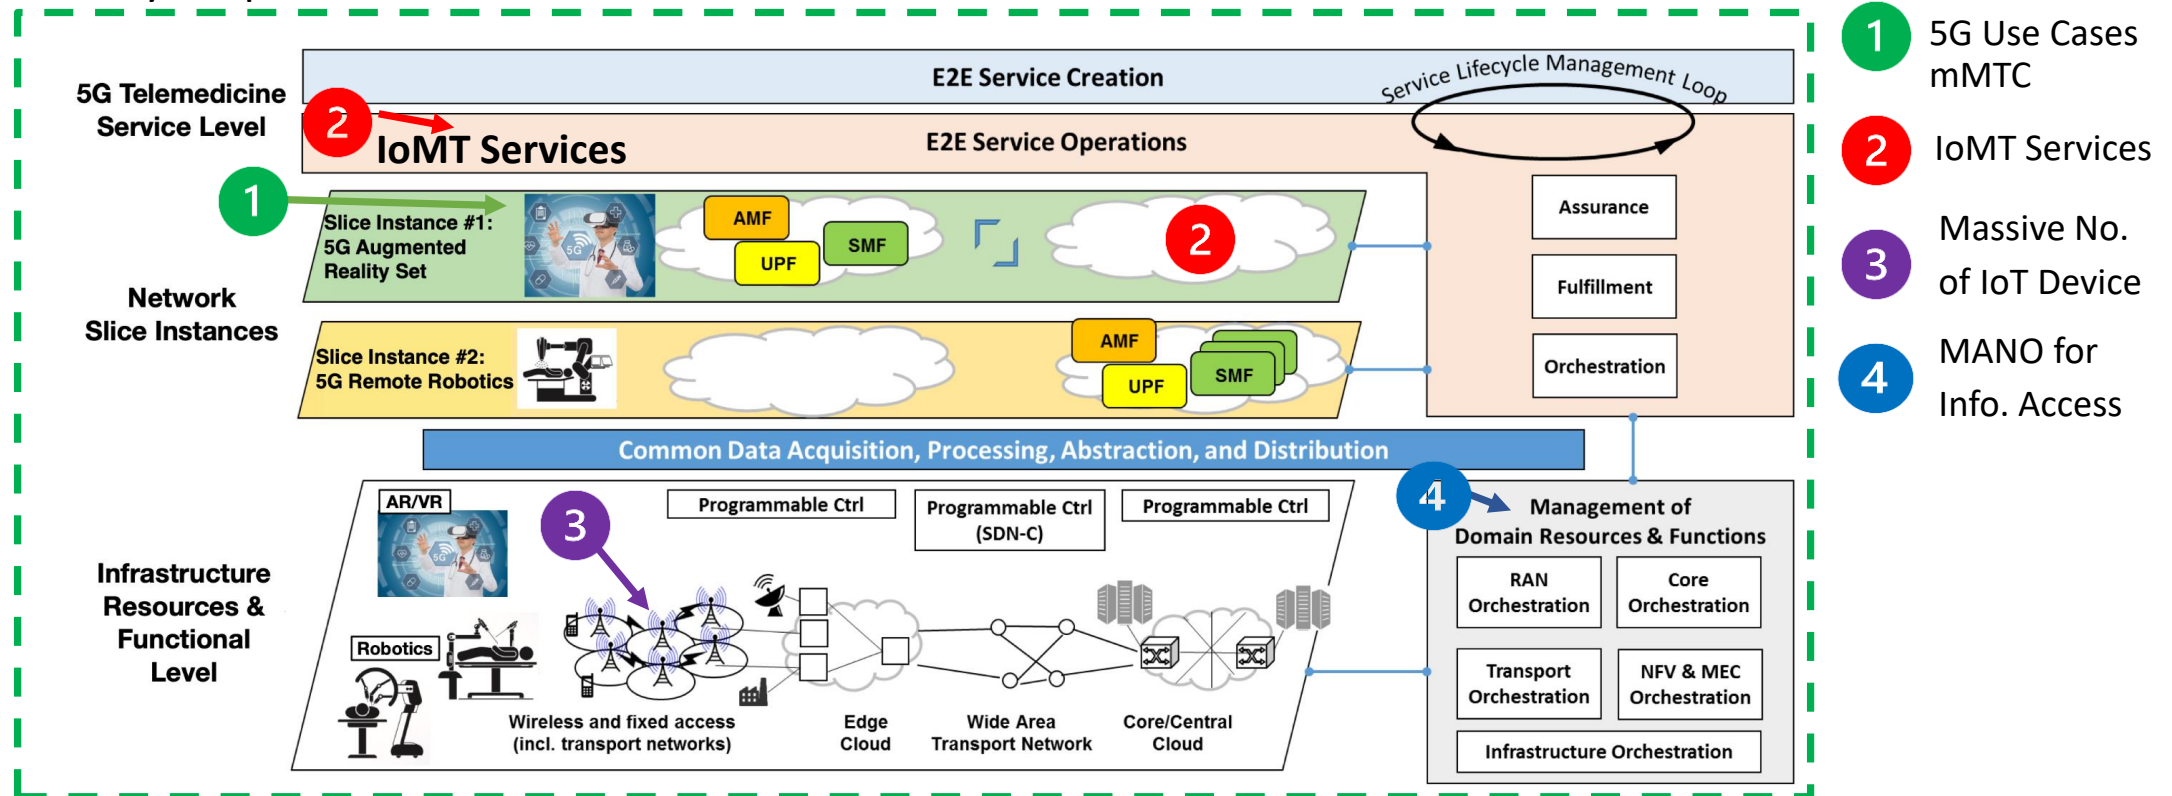 E2E Service Creation
Service Lifecycle Management Loop
5G Telemedicine
Service Level
2
IoMT Services
E2E Service Operations
1
Slice Instance #1:
5G Augmented
Reality Set
5G
AMF
SMF
UPF
2
Assurance
Fulfillment
Orchestration
Network
Slice Instances
Slice Instance #2:
5G Remote Robotics
AMF
UPF
SMF
Common Data Acquisition, Processing, Abstraction, and Distribution
Infrastructure
Resources &
Functional
Level
AR/VR
5G
3
Programmable Ctrl
Programmable Ctrl
(SDN-C)
Programmable Ctrl
Robotics
Wireless and fixed access
(incl. transport networks)
Edge
Cloud
Wide Area
Transport Network
Core/Central
Cloud
4
Management of
Domain Resources & Functions
RAN
Orchestration
Core
Orchestration
Transport
Orchestration
NFV & MEC
Orchestration
Infrastructure Orchestration
1
5G Use Cases
mMTC
2
IoMT Services
3
Massive No.
of IoT Device
4
MANO for
Info. Access